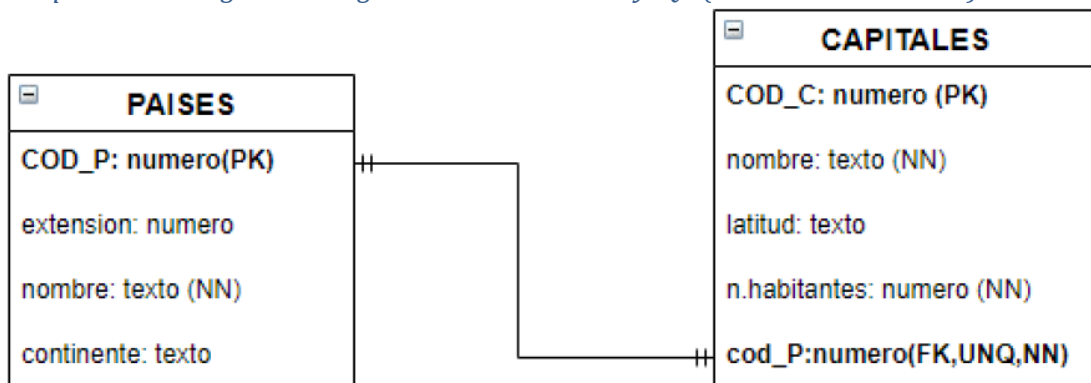 PAISES
COD_P: numero(PK)
extension: numero
nombre: texto (NN)
continente: texto
CAPITALES
COD_C: numero (PK)
nombre: texto (NN)
latitud: texto
n.habitantes: numero (NN)
cod_P:numero(FK,UNQ,NN)